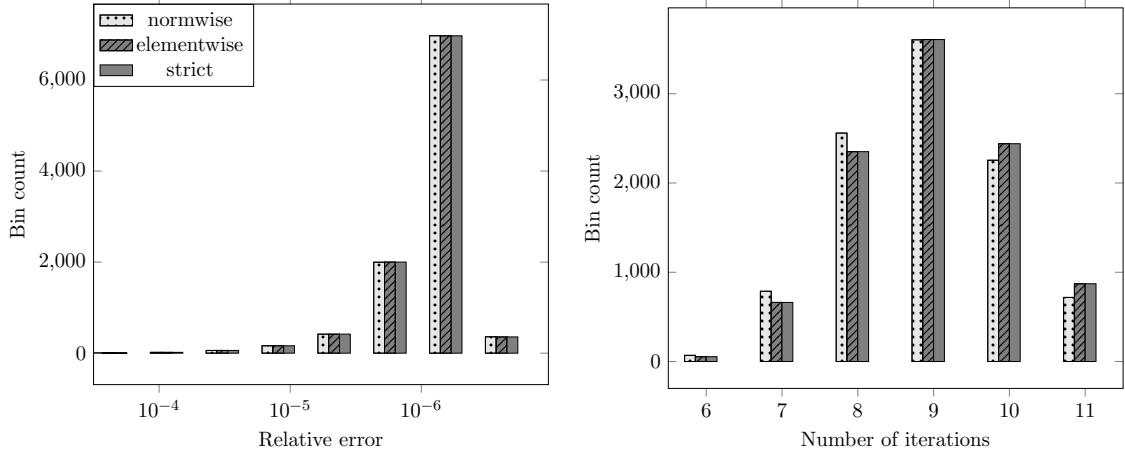 normwise
elementwise
strict
6,000
4,000
2,000
0
Bin count
10⁻⁴ 10⁻⁵ 10⁻⁶
Relative error
3,000
2,000
1,000
0
Bin count
6 7 8 9 10 11
Number of iterations